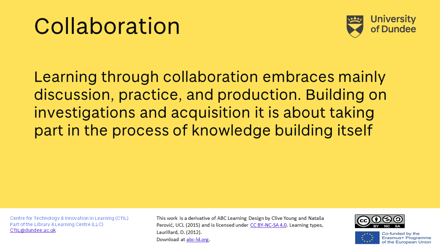 Collaboration
University
of Dundee
Learning through collaboration embraces mainly
discussion, practice, and production. Building on
investigations and acquisition it is about taking
part in the process of knowledge building itself
Centre for Technology & Innovation in Learning (CTIL)
Part of the Library & Learning Centre (LLC)
CTIL@dundee.ac.uk
This work is a derivative of ABC Learning Design by Clive Young and Nataša
Perović, UCL (2015) and is licensed under CC BY-NC-SA 4.0. Learning types,
Laurillard, D. (2012).
Download at abc-ld.org.
cc
BY NC SA
Co-funded by the
Erasmus+ Programme
of the European Union